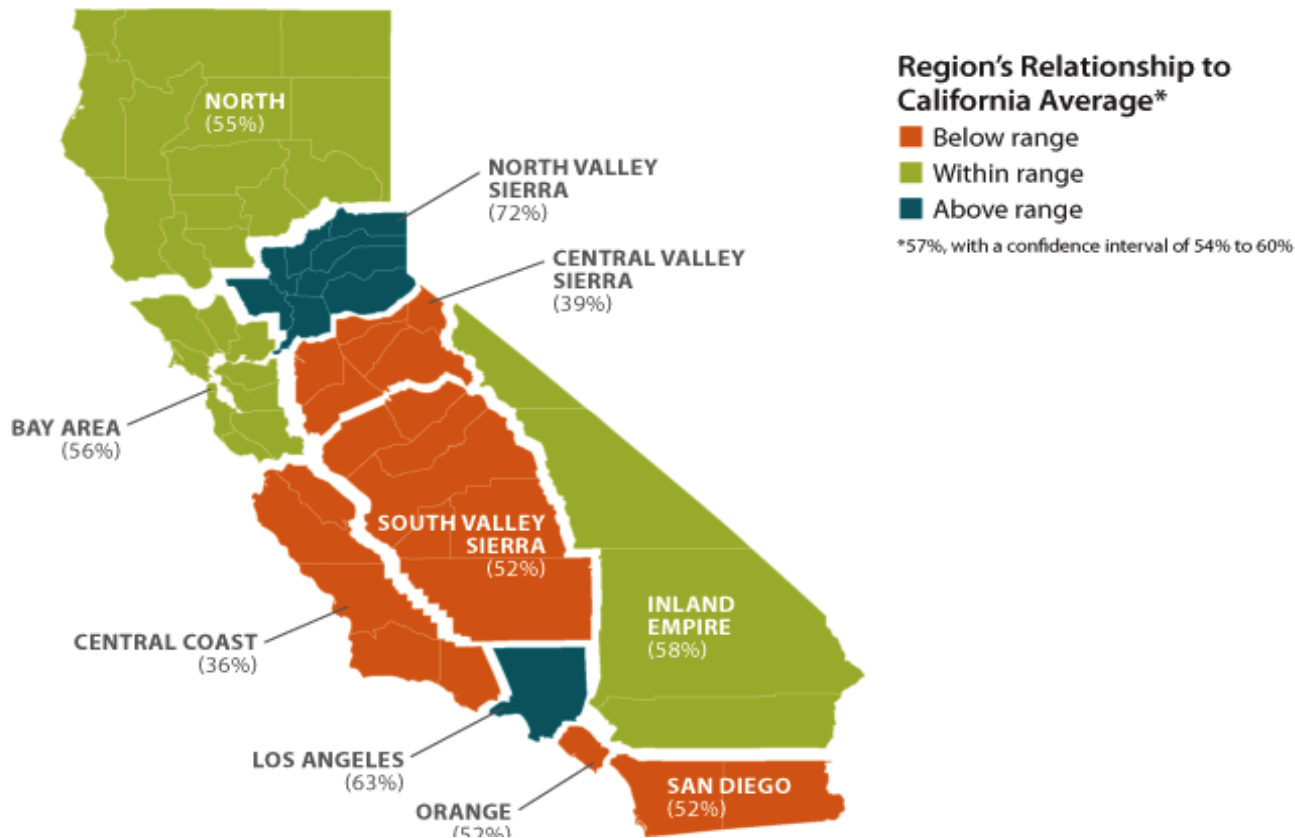 Region's Relationship to
California Average*
Below range
Within range
Above range
*57%, with a confidence interval of 54% to 60%
NORTH
(55%)
NORTH VALLEY
SIERRA
(72%)
CENTRAL VALLEY
SIERRA
(39%)
BAY AREA
(56%)
SOUTH VALLEY
SIERRA
(52%)
INLAND
EMPIRE
(58%)
CENTRAL COAST
(36%)
LOS ANGELES
(63%)
ORANGE
(52%)
SAN DIEGO
(52%)